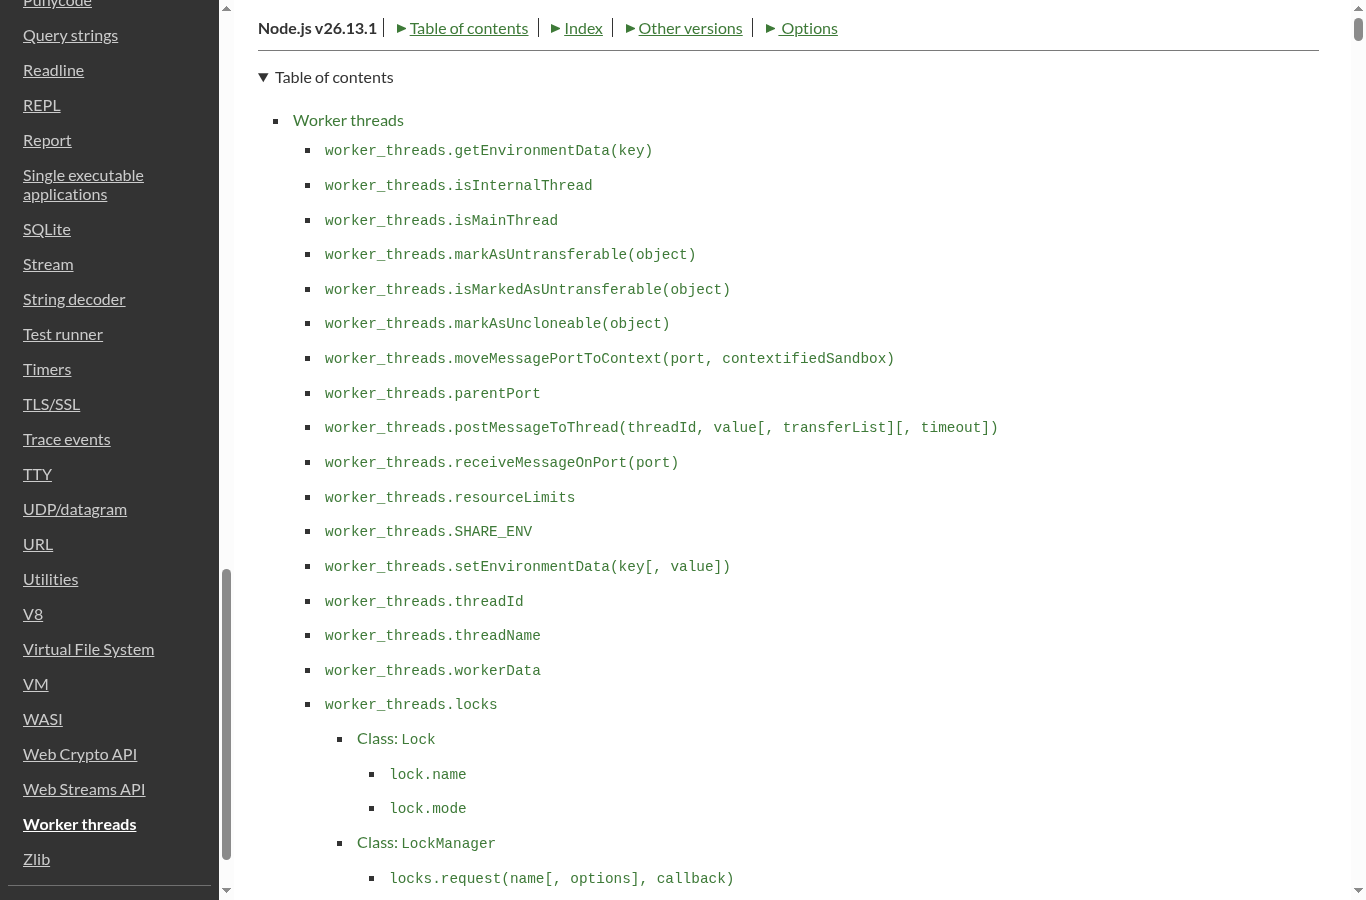 Punycode
Query strings
Readline
REPL
Report
Single executable
applications
SQLite
Stream
String decoder
Test runner
Timers
TLS/SSL
Trace events
TTY
UDP/datagram
URL
Utilities
V8
Virtual File System
VM
WASI
Web Crypto API
Web Streams API
Worker threads
Zlib
Node.js v26.13.1 Table of contents Index Other versions Options
Table of contents
Worker threads
worker_threads.getEnvironmentData(key)
worker_threads.isInternalThread
worker_threads.isMainThread
worker_threads.markAsUntransferable(object)
worker_threads.isMarkedAsUntransferable(object)
worker_threads.markAsUncloneable(object)
worker_threads.moveMessagePortToContext(port, contextifiedSandbox)
worker_threads.parentPort
worker_threads.postMessageToThread(threadId, value[, transferList][, timeout])
worker_threads.receiveMessageOnPort(port)
worker_threads.resourceLimits
worker_threads.SHARE_ENV
worker_threads.setEnvironmentData(key[, value])
worker_threads.threadId
worker_threads.threadName
worker_threads.workerData
worker_threads.locks
Class: Lock
lock.name
lock.mode
Class: LockManager
locks.request(name[, options], callback)